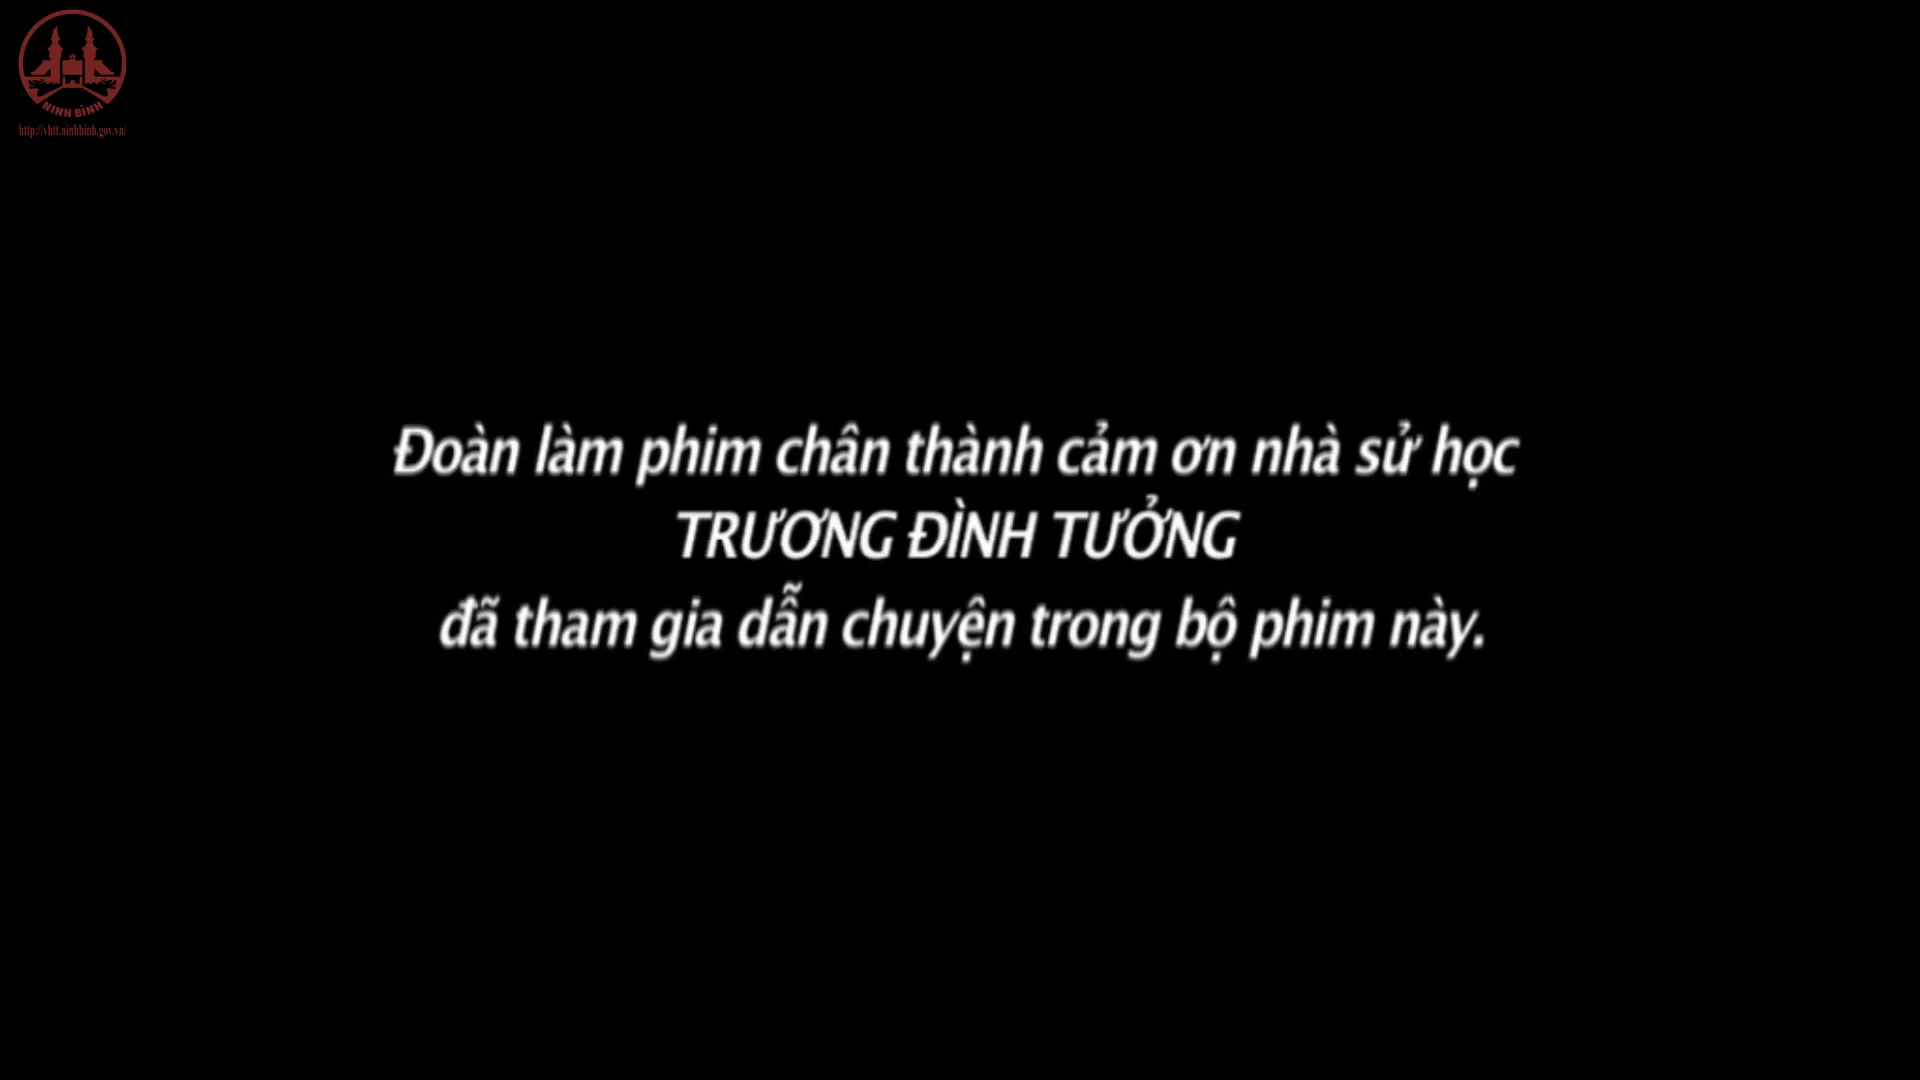 NINH BÌNH
http://vhtt.ninhbinh.gov.vn/
Đoàn làm phim chân thành cảm ơn nhà sử học
TRƯƠNG ĐÌNH TƯỞNG
đã tham gia dẫn chuyện trong bộ phim này.